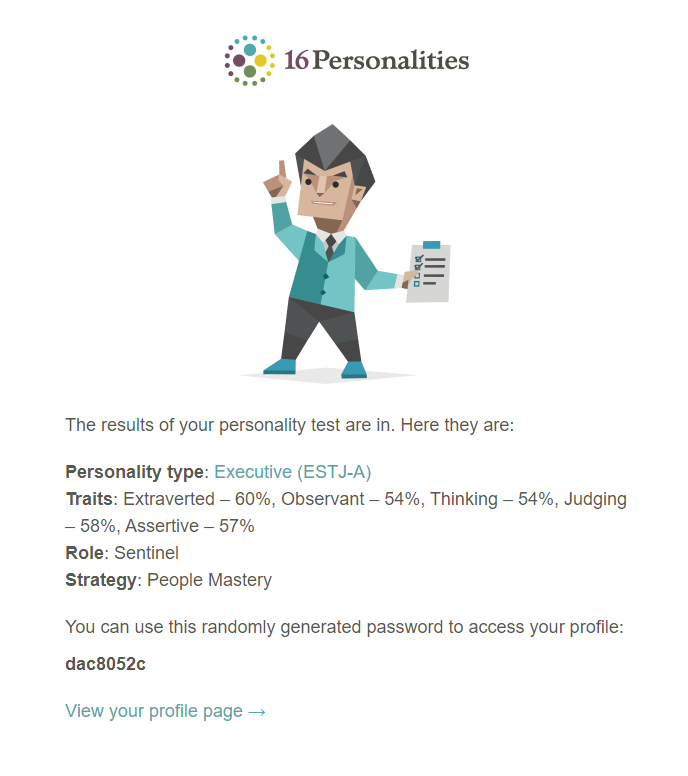 16Personalities
The results of your personality test are in. Here they are:
Personality type: Executive (ESTJ-A)
Traits: Extraverted – 60%, Observant – 54%, Thinking – 54%, Judging
– 58%, Assertive – 57%
Role: Sentinel
Strategy: People Mastery
You can use this randomly generated password to access your profile:
dac8052c
View your profile page →